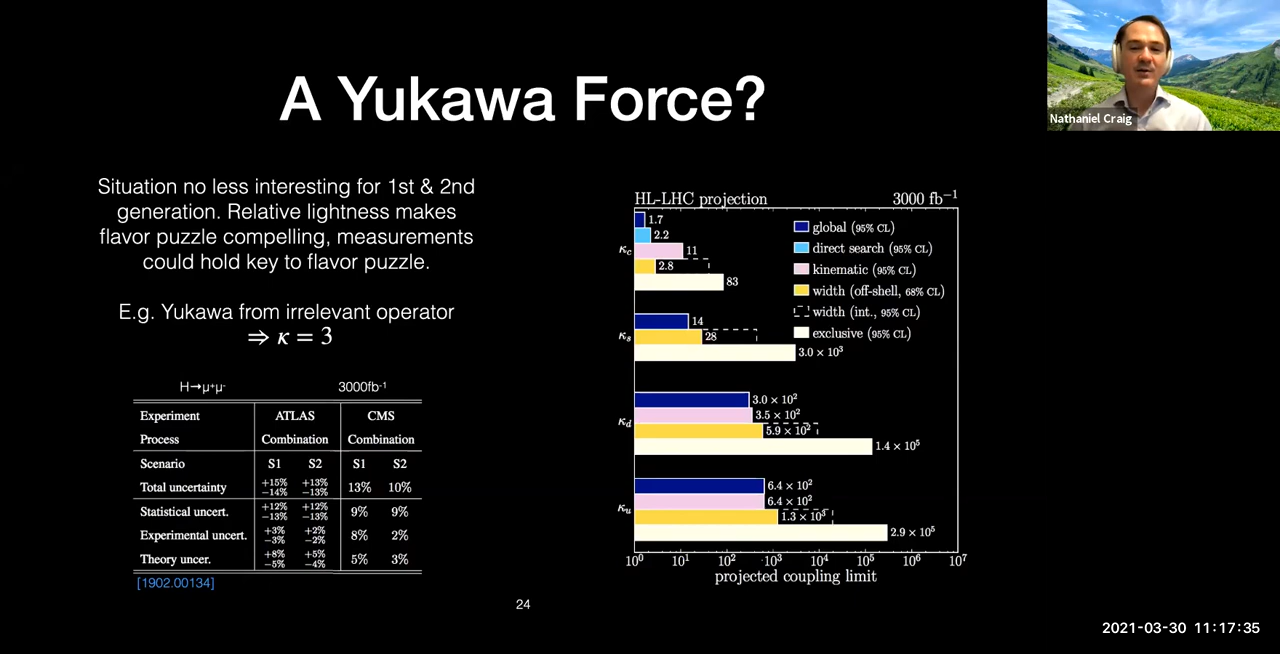 A Yukawa Force?
Nathaniel Craig
Situation no less interesting for 1st & 2nd
generation. Relative lightness makes
flavor puzzle compelling, measurements
could hold key to flavor puzzle.
E.g. Yukawa from irrelevant operator
⇒ κ = 3
H→μ⁺μ⁻ 3000fb⁻¹
Experiment ATLAS CMS
Process Combination Combination
Scenario S1 S2 S1 S2
Total uncertainty +15% −14% +13% −13% 13% 10%
Statistical uncert. +12% −13% +12% −13% 9% 9%
Experimental uncert. +3% −3% +2% −2% 8% 2%
Theory uncer. +8% −5% +5% −4% 5% 3%
[1902.00134]
HL-LHC projection 3000 fb⁻¹
κc
1.7
2.2
11
2.8
83
global (95% CL)
direct search (95% CL)
kinematic (95% CL)
width (off-shell, 68% CL)
width (int., 95% CL)
exclusive (95% CL)
κs
14
28
3.0 × 10³
κd
3.0 × 10²
3.5 × 10²
5.9 × 10²
1.4 × 10⁵
κu
6.4 × 10²
6.4 × 10²
1.3 × 10³
2.9 × 10⁵
10⁰ 10¹ 10² 10³ 10⁴ 10⁵ 10⁶ 10⁷
projected coupling limit
24
2021-03-30 11:17:35